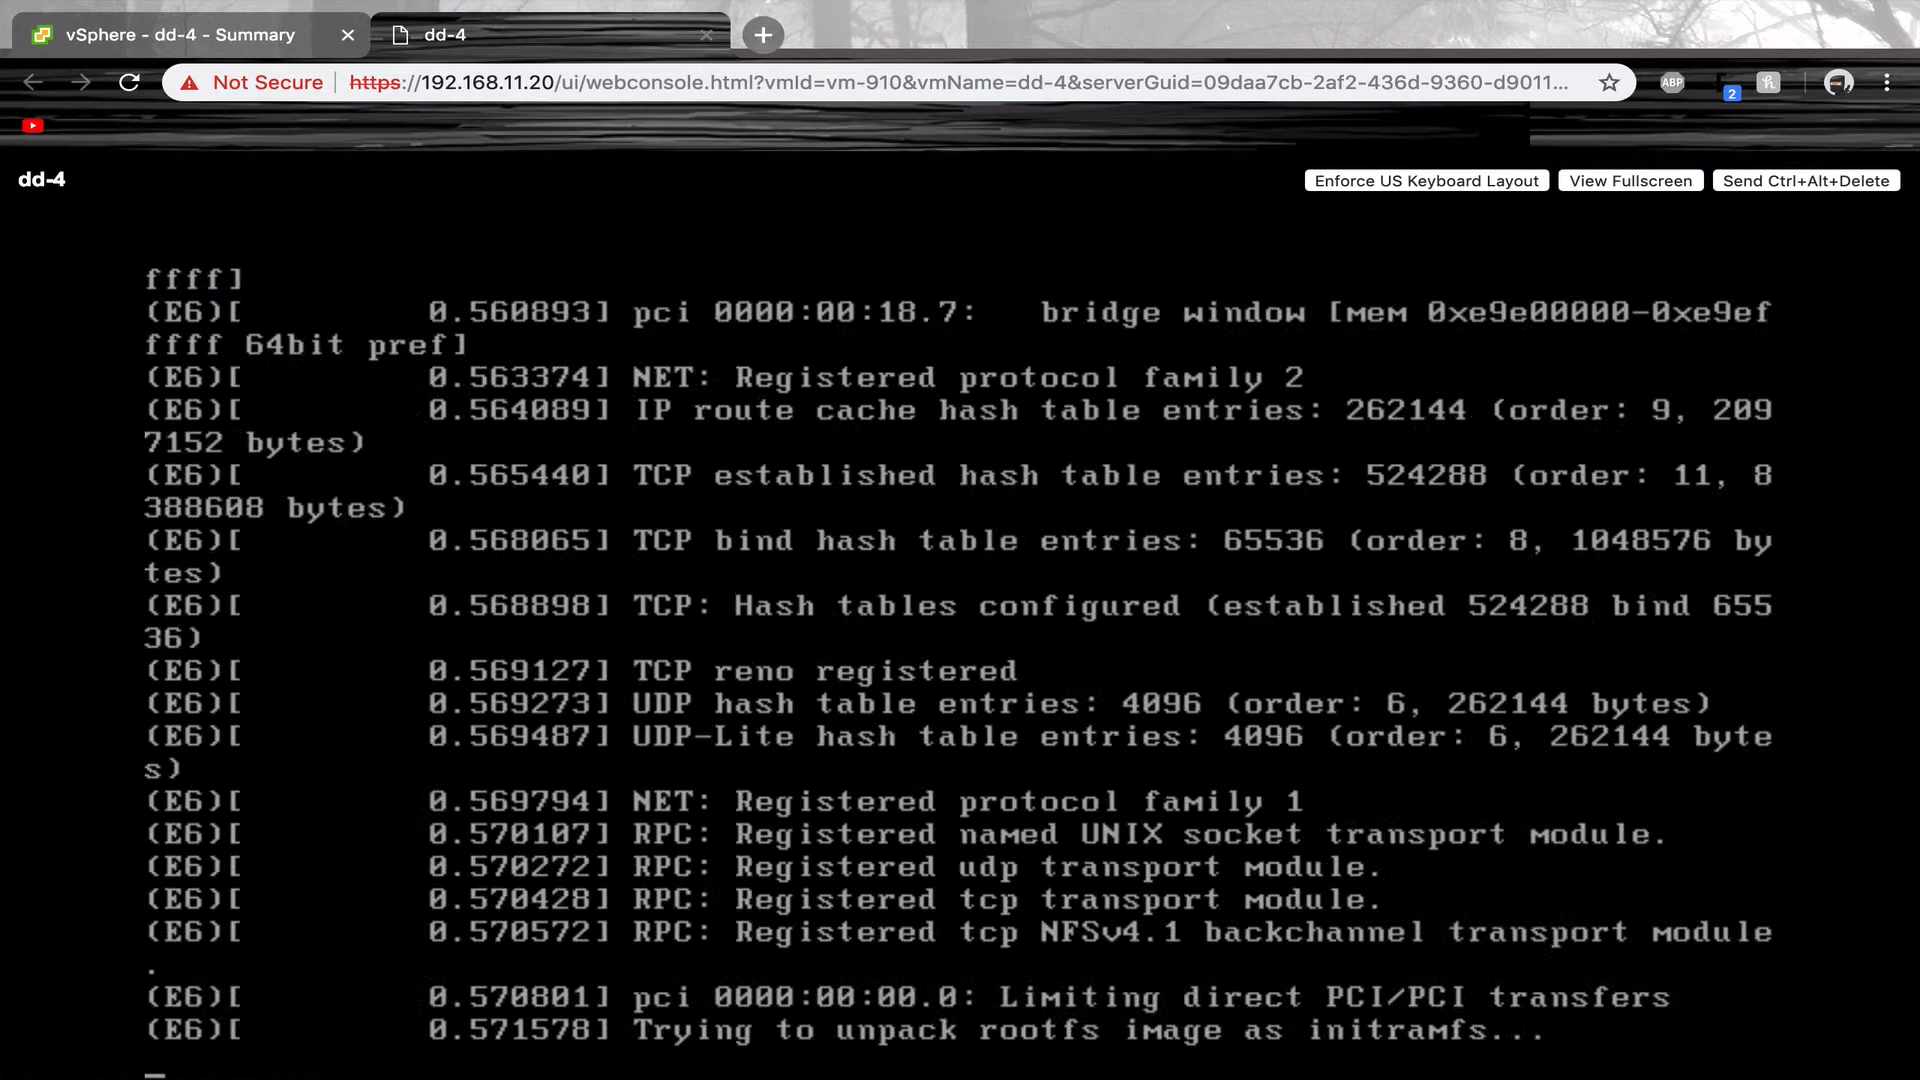 vSphere - dd-4 - Summary
dd-4
Not Secure
https://192.168.11.20/ui/webconsole.html?vmId=vm-910&vmName=dd-4&serverGuid=09daa7cb-2af2-436d-9360-d9011...
ABP
2
dd-4
Enforce US Keyboard Layout
View Fullscreen
Send Ctrl+Alt+Delete
ffff]
(E6)[ 0.560893] pci 0000:00:18.7: bridge window [mem 0xe9e00000-0xe9ef
ffff 64bit pref]
(E6)[ 0.563374] NET: Registered protocol family 2
(E6)[ 0.564089] IP route cache hash table entries: 262144 (order: 9, 209
7152 bytes)
(E6)[ 0.565440] TCP established hash table entries: 524288 (order: 11, 8
388608 bytes)
(E6)[ 0.568065] TCP bind hash table entries: 65536 (order: 8, 1048576 by
tes)
(E6)[ 0.568898] TCP: Hash tables configured (established 524288 bind 655
36)
(E6)[ 0.569127] TCP reno registered
(E6)[ 0.569273] UDP hash table entries: 4096 (order: 6, 262144 bytes)
(E6)[ 0.569487] UDP-Lite hash table entries: 4096 (order: 6, 262144 byte
s)
(E6)[ 0.569794] NET: Registered protocol family 1
(E6)[ 0.570107] RPC: Registered named UNIX socket transport module.
(E6)[ 0.570272] RPC: Registered udp transport module.
(E6)[ 0.570428] RPC: Registered tcp transport module.
(E6)[ 0.570572] RPC: Registered tcp NFSv4.1 backchannel transport module
.
(E6)[ 0.570801] pci 0000:00:00.0: Limiting direct PCI/PCI transfers
(E6)[ 0.571578] Trying to unpack rootfs image as initramfs...